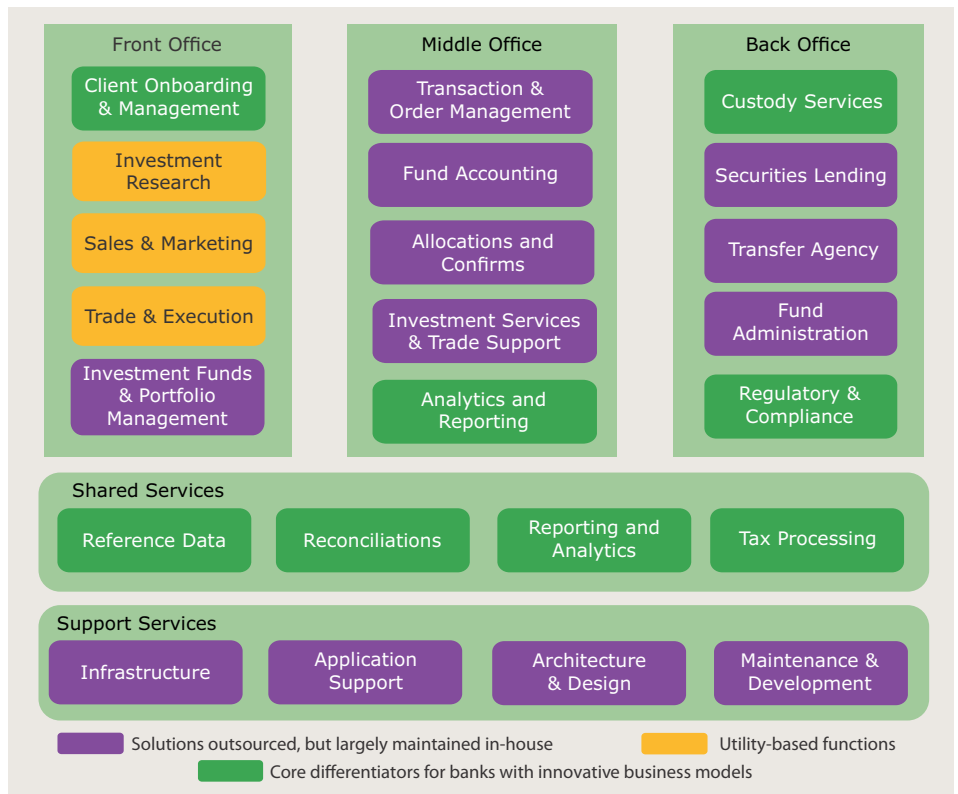 Front Office
Client Onboarding
& Management
Investment
Research
Sales & Marketing
Trade & Execution
Investment Funds
& Portfolio
Management
Middle Office
Transaction &
Order Management
Fund Accounting
Allocations and
Confirms
Investment Services
& Trade Support
Analytics and
Reporting
Back Office
Custody Services
Securities Lending
Transfer Agency
Fund
Administration
Regulatory &
Compliance
Shared Services
Reference Data
Reconciliations
Reporting and
Analytics
Tax Processing
Support Services
Infrastructure
Application
Support
Architecture
& Design
Maintenance &
Development
Solutions outsourced, but largely maintained in-house
Utility-based functions
Core differentiators for banks with innovative business models